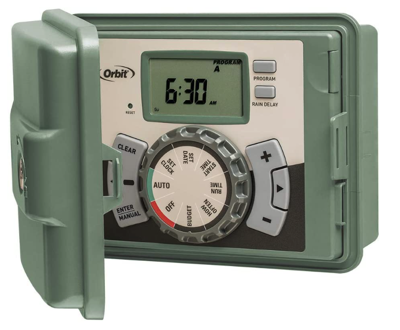 Orbit
PROGRAM
A
6:30 AM
PROGRAM
RAIN DELAY
RESET
CLEAR
ENTER
MANUAL
SET
CLOCK
SET
DATE
START
TIME
RUN
TIME
HOW
OFTEN
BUDGET
OFF
AUTO
+
-